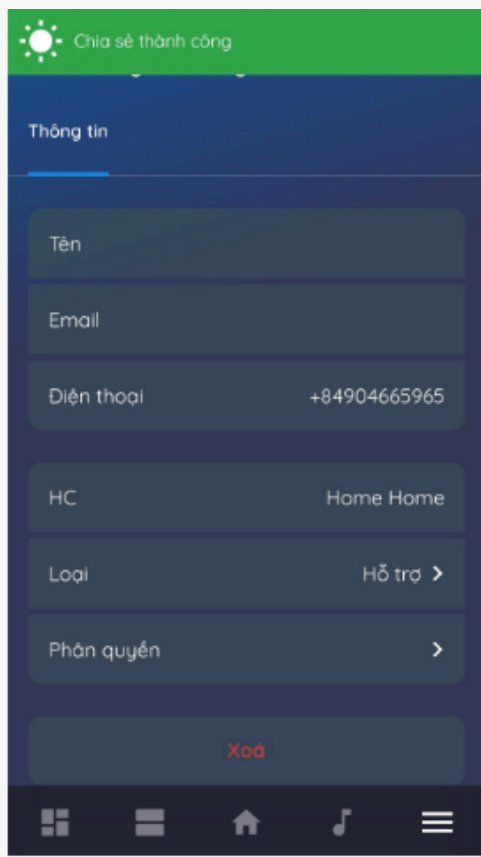 Chia sẻ thành công
Thông tin
Tên
Email
Điện thoại +84904665965
HC Home Home
Loại Hỗ trợ
Phân quyền
Xoá